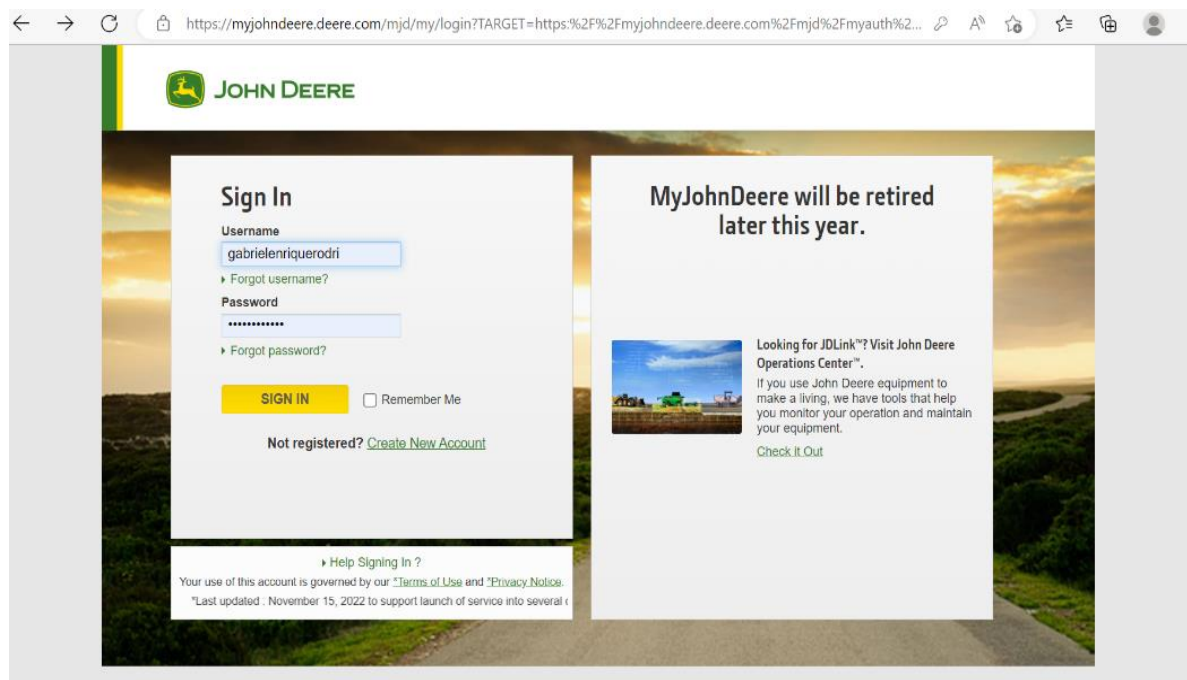 https://myjohndeere.deere.com/mjd/my/login?TARGET=https:%2F%2Fmyjohndeere.deere.com%2Fmjd%2Fmyauth%2...
JOHN DEERE
Sign In
Username
gabrielenriquerodri
Forgot username?
Password
••••••••••••
Forgot password?
SIGN IN
Remember Me
Not registered? Create New Account
Help Signing In ?
Your use of this account is governed by our *Terms of Use and *Privacy Notice.
*Last updated : November 15, 2022 to support launch of service into several
MyJohnDeere will be retired
later this year.
Looking for JDLink™? Visit John Deere
Operations Center™.
If you use John Deere equipment to
make a living, we have tools that help
you monitor your operation and maintain
your equipment.
Check It Out